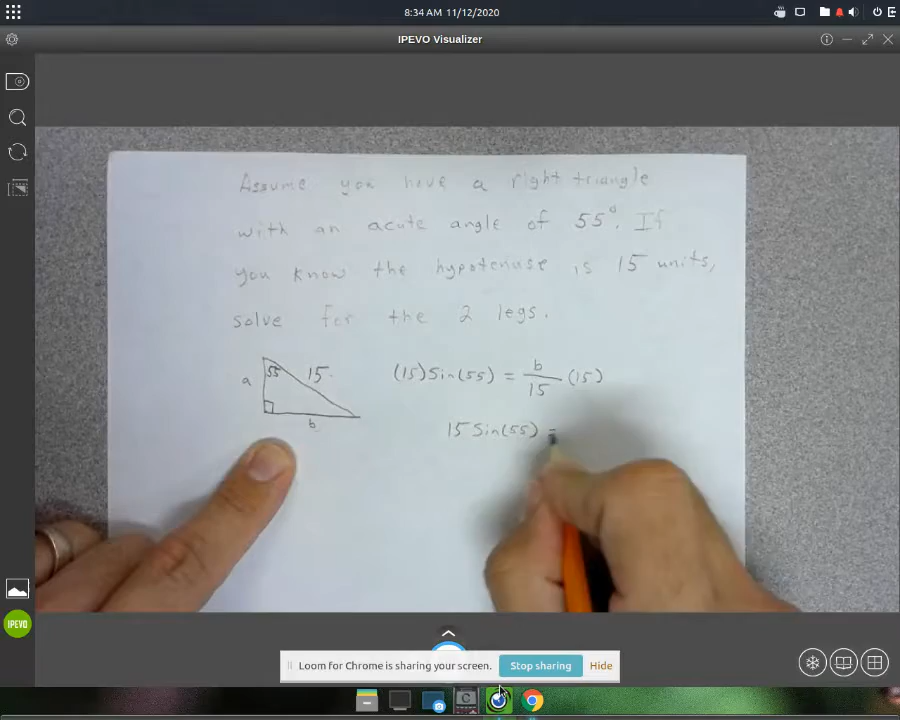 8:34 AM 11/12/2020
IPEVO Visualizer
Assume you have a right triangle
with an acute angle of 55°. If
you know the hypotenuse is 15 units,
solve for the 2 legs.
55
a
15
b
(15) Sin(55) = b/15 (15)
15 Sin(55) =
IPEVO
Loom for Chrome is sharing your screen.
Stop sharing
Hide
C